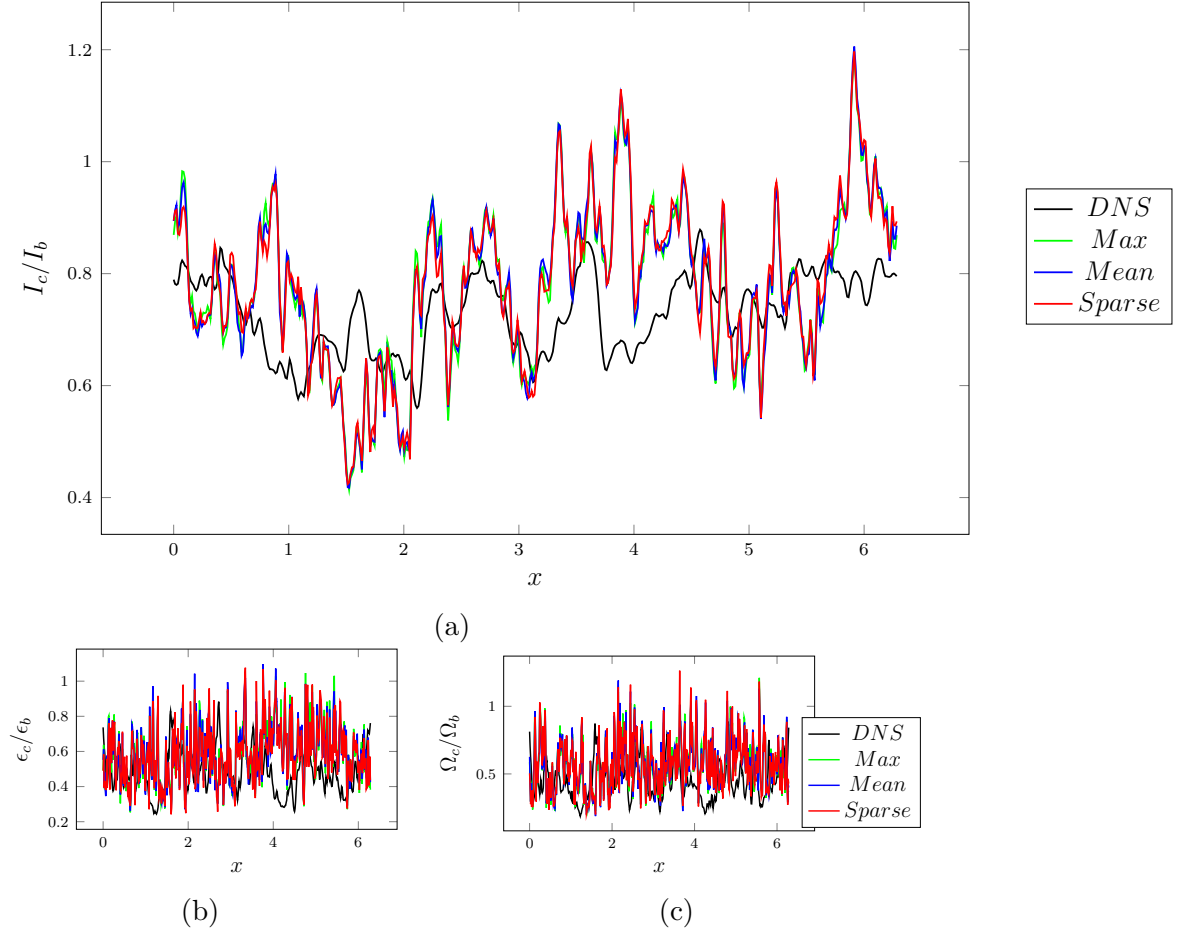 1.2
1
0.8
0.6
0.4
I_c/I_b
0 1 2 3 4 5 6
x
DNS
Max
Mean
Sparse
(a)
1
0.8
0.6
0.4
0.2
ϵ_c/ϵ_b
0 2 4 6
x
(b)
1
0.5
Ω_c/Ω_b
0 2 4 6
x
DNS
Max
Mean
Sparse
(c)